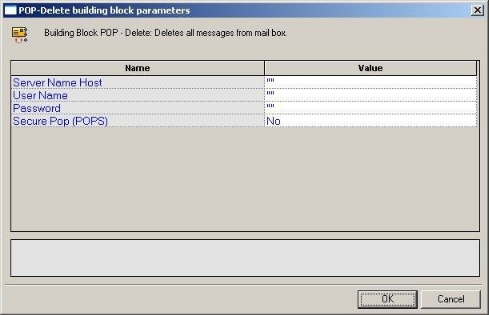 POP-Delete building block parameters
Building Block POP - Delete: Deletes all messages from mail box.
Name Value
Server Name Host ""
User Name ""
Password ""
Secure Pop (POPS) No
OK Cancel